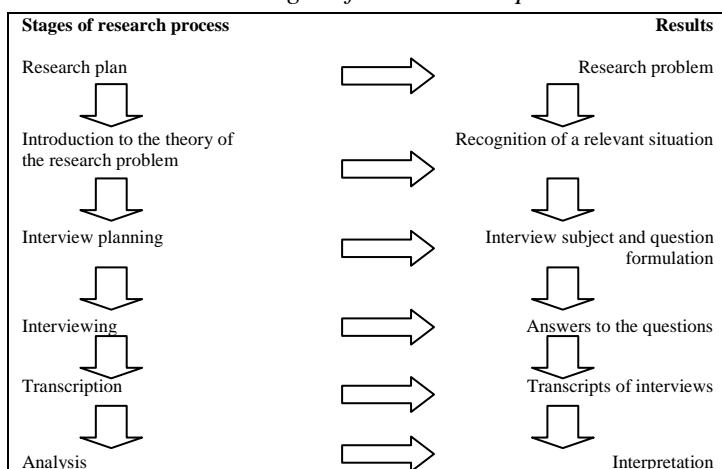 Stages of research process Results
Research plan Research problem
Introduction to the theory of Recognition of a relevant situation
the research problem
Interview planning Interview subject and question
formulation
Interviewing Answers to the questions
Transcription Transcripts of interviews
Analysis Interpretation